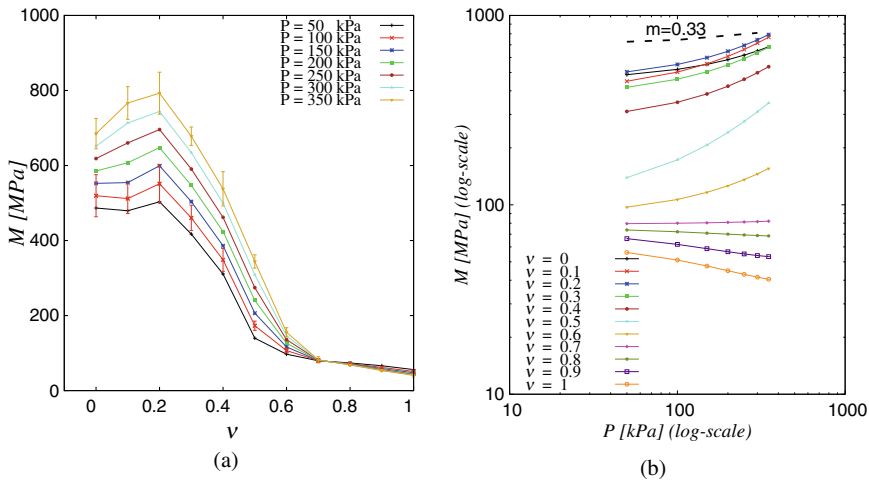 P = 50 kPa
P = 100 kPa
P = 150 kPa
P = 200 kPa
P = 250 kPa
P = 300 kPa
P = 350 kPa
1000
800
600
400
200
0
M [MPa]
0 0.2 0.4 0.6 0.8 1
ν
(a)
m=0.33
1000
100
10
M [MPa] (log-scale)
ν = 0
ν = 0.1
ν = 0.2
ν = 0.3
ν = 0.4
ν = 0.5
ν = 0.6
ν = 0.7
ν = 0.8
ν = 0.9
ν = 1
10 100 1000
P [kPa] (log-scale)
(b)